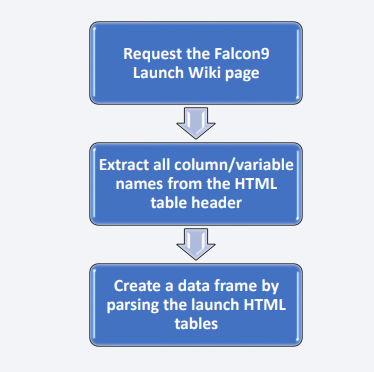 Request the Falcon9
Launch Wiki page
Extract all column/variable
names from the HTML
table header
Create a data frame by
parsing the launch HTML
tables